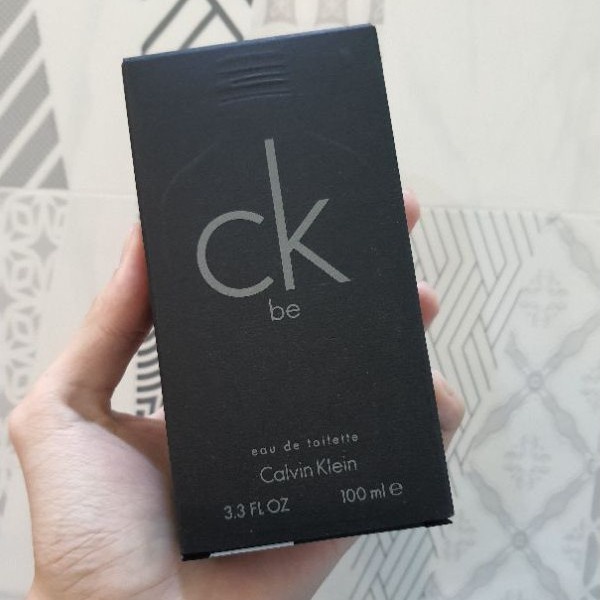 ck
be
eau de toilette
Calvin Klein
3.3 FL OZ 100 ml ℮